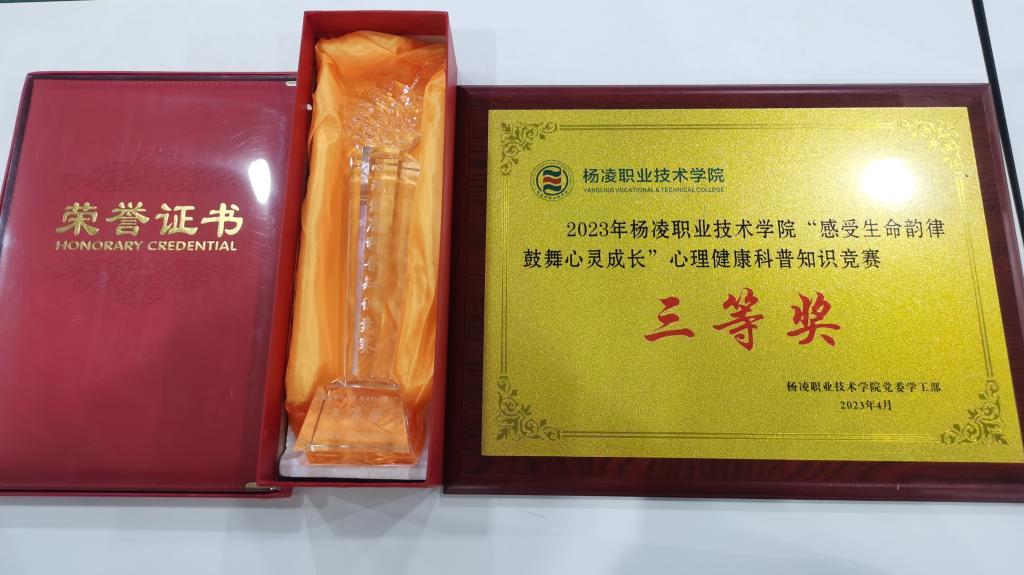 荣誉证书
HONORARY CREDENTIAL
杨凌职业技术学院
YANGLING VOCATIONAL & TECHNICAL COLLEGE
2023年杨凌职业技术学院“感受生命韵律
鼓舞心灵成长”心理健康科普知识竞赛
三等奖
杨凌职业技术学院党委学工部
2023年4月